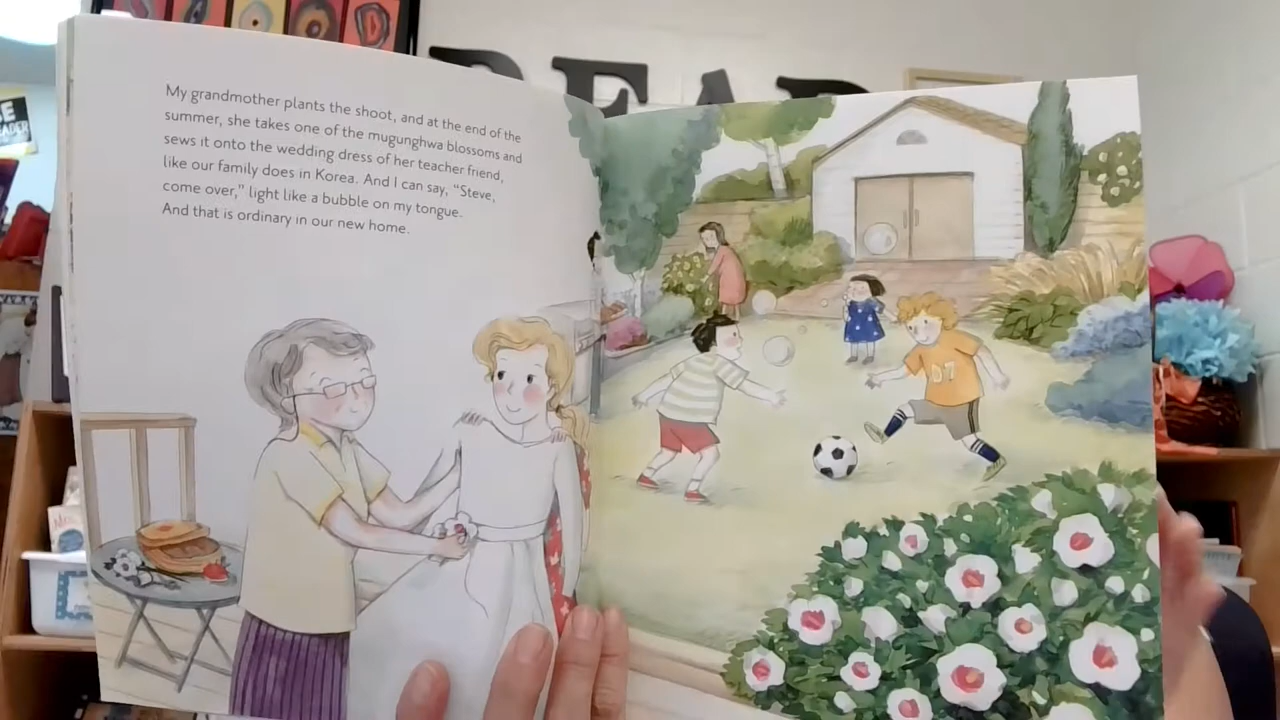 READ
My grandmother plants the shoot, and at the end of the
summer, she takes one of the mugunghwa blossoms and
sews it onto the wedding dress of her teacher friend,
like our family does in Korea. And I can say, “Steve,
come over,” light like a bubble on my tongue.
And that is ordinary in our new home.
07